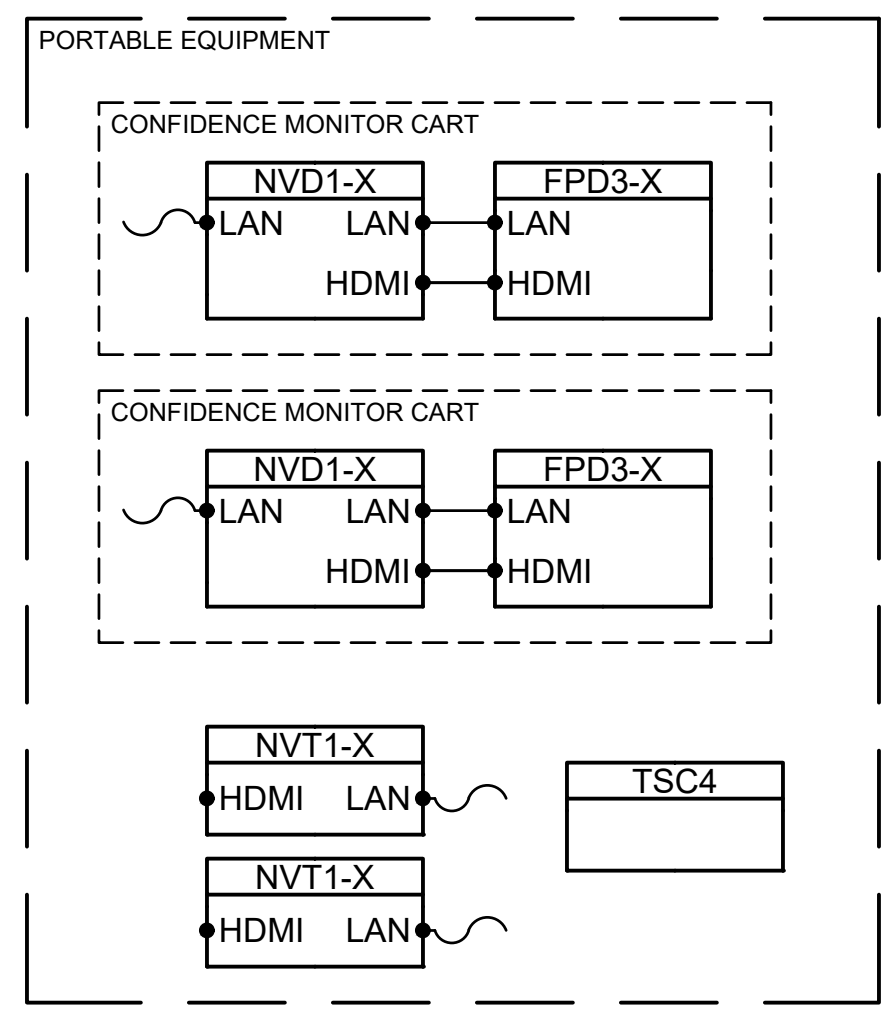 PORTABLE EQUIPMENT
CONFIDENCE MONITOR CART
NVD1-X FPD3-X
LAN LAN LAN
HDMI HDMI
CONFIDENCE MONITOR CART
NVD1-X FPD3-X
LAN LAN LAN
HDMI HDMI
NVT1-X
HDMI LAN
TSC4
NVT1-X
HDMI LAN